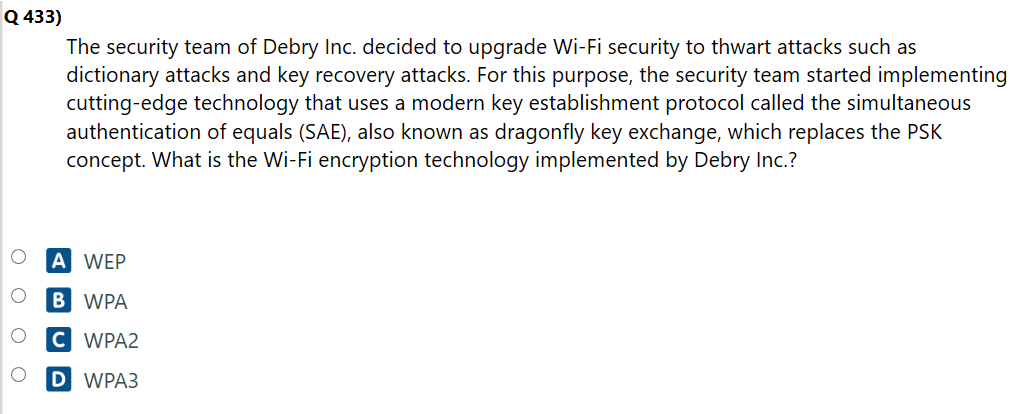 Q 433)
The security team of Debry Inc. decided to upgrade Wi-Fi security to thwart attacks such as
dictionary attacks and key recovery attacks. For this purpose, the security team started implementing
cutting-edge technology that uses a modern key establishment protocol called the simultaneous
authentication of equals (SAE), also known as dragonfly key exchange, which replaces the PSK
concept. What is the Wi-Fi encryption technology implemented by Debry Inc.?
A WEP
B WPA
C WPA2
D WPA3